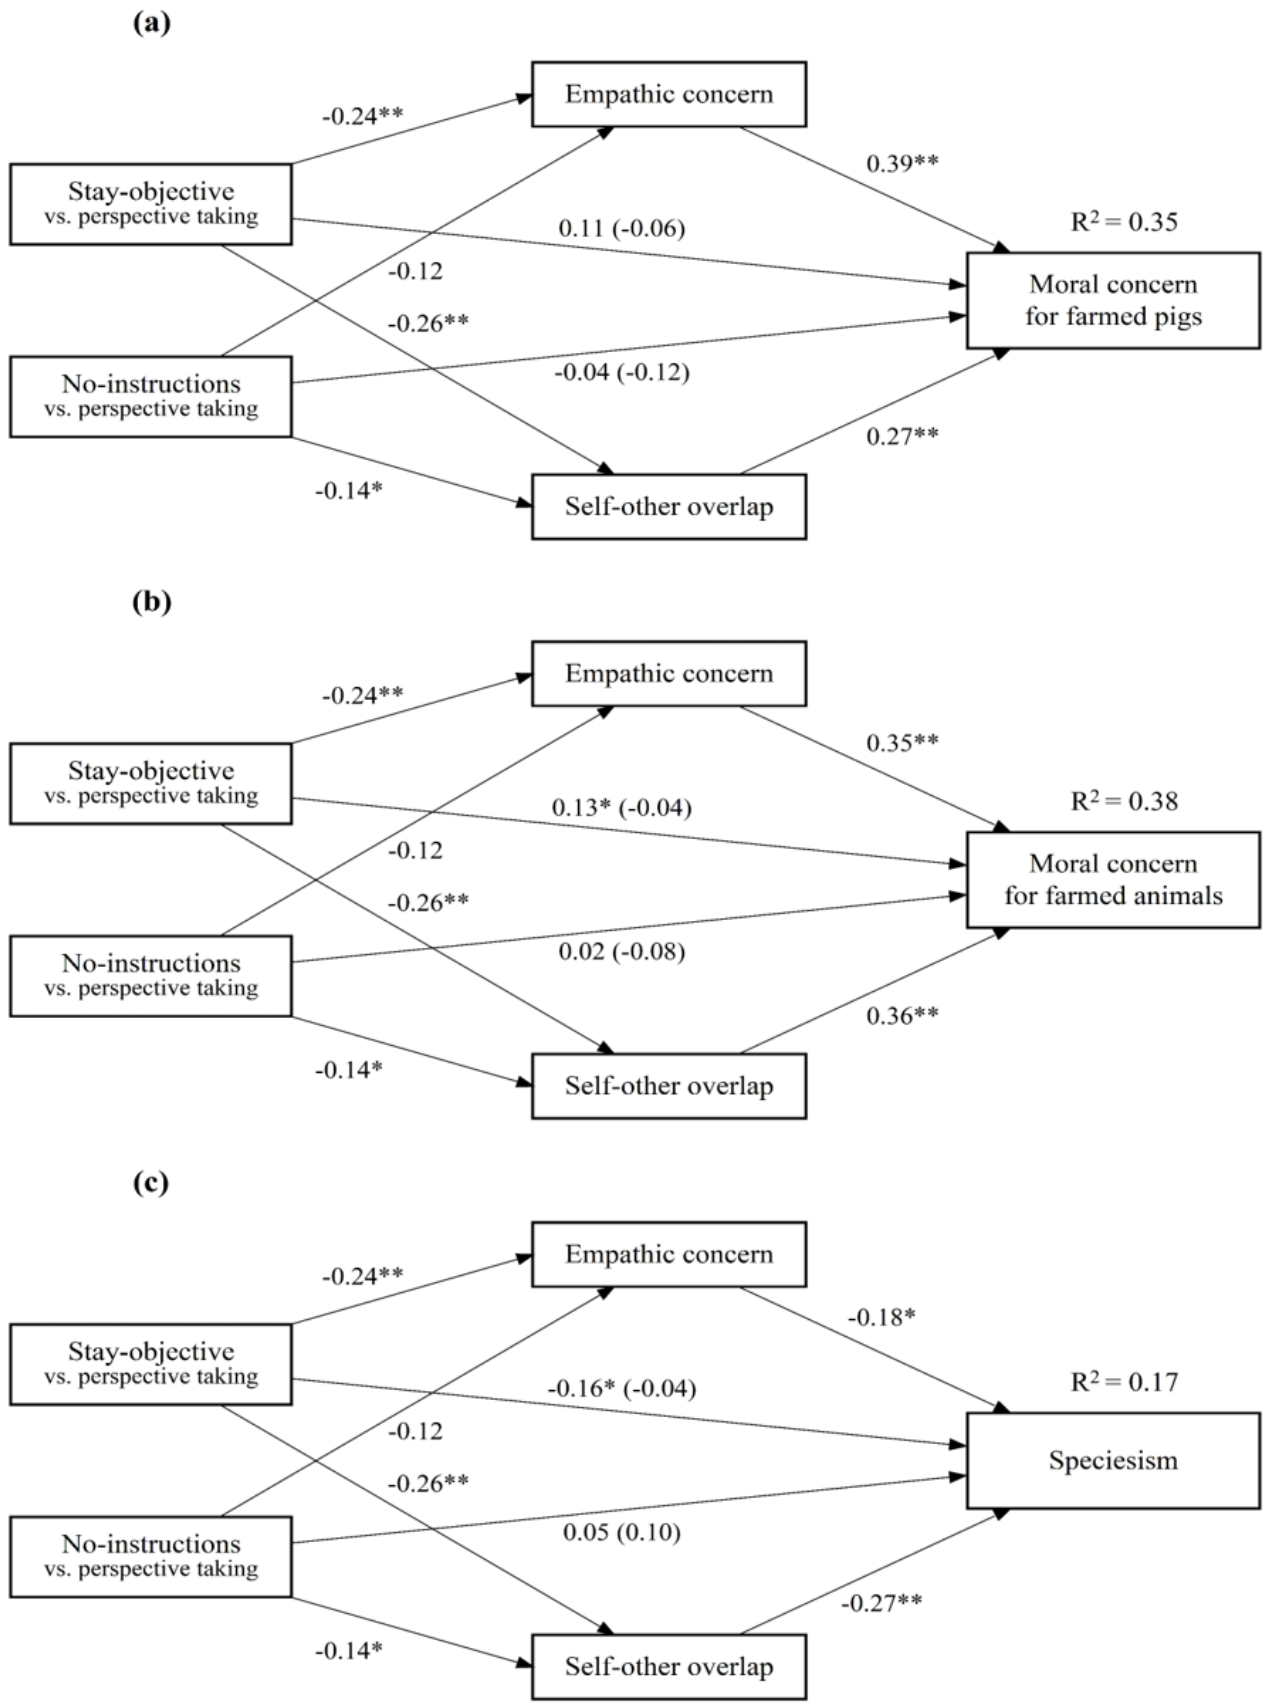 (a)
Empathic concern
-0.24**
0.39**
Stay-objective
vs. perspective taking
R² = 0.35
0.11 (-0.06)
-0.12
Moral concern
for farmed pigs
-0.26**
No-instructions
vs. perspective taking
-0.04 (-0.12)
0.27**
-0.14*
Self-other overlap
(b)
Empathic concern
-0.24**
0.35**
Stay-objective
vs. perspective taking
R² = 0.38
0.13* (-0.04)
-0.12
Moral concern
for farmed animals
-0.26**
No-instructions
vs. perspective taking
0.02 (-0.08)
0.36**
-0.14*
Self-other overlap
(c)
Empathic concern
-0.24**
-0.18*
Stay-objective
vs. perspective taking
R² = 0.17
-0.16* (-0.04)
-0.12
Speciesism
-0.26**
No-instructions
vs. perspective taking
0.05 (0.10)
-0.27**
-0.14*
Self-other overlap